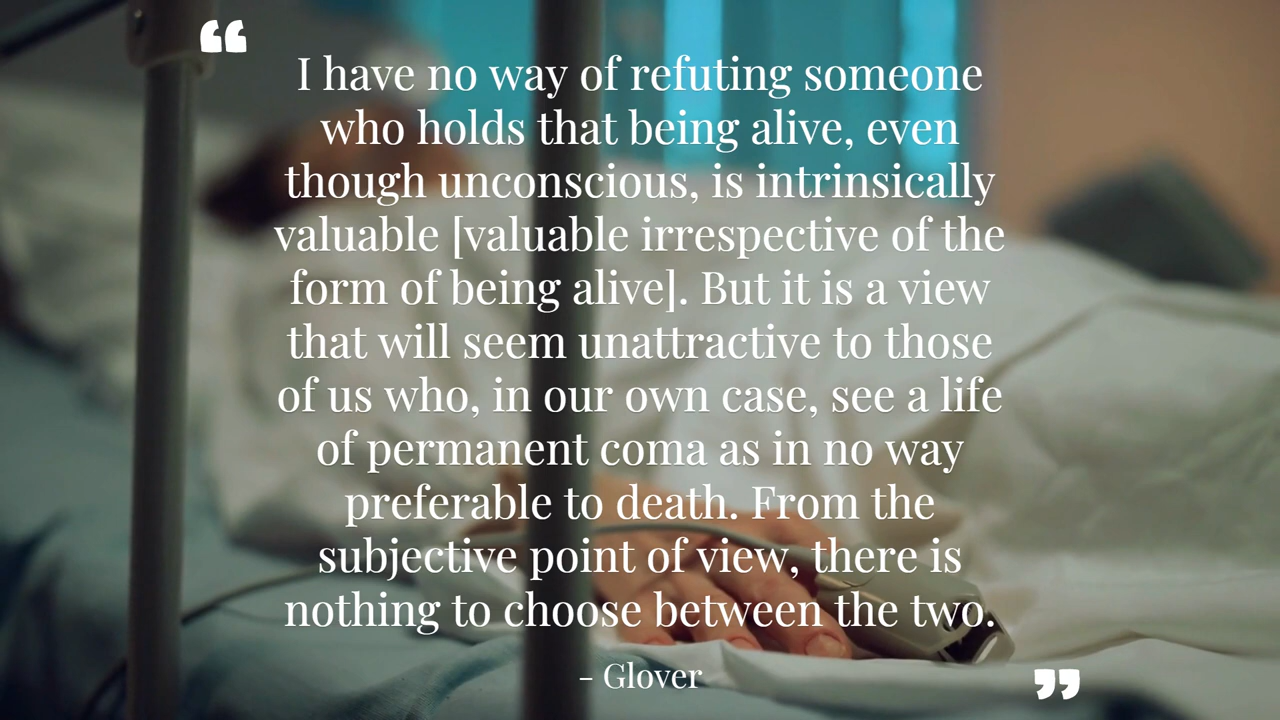 “
I have no way of refuting someone
who holds that being alive, even
though unconscious, is intrinsically
valuable [valuable irrespective of the
form of being alive]. But it is a view
that will seem unattractive to those
of us who, in our own case, see a life
of permanent coma as in no way
preferable to death. From the
subjective point of view, there is
nothing to choose between the two.
- Glover
”